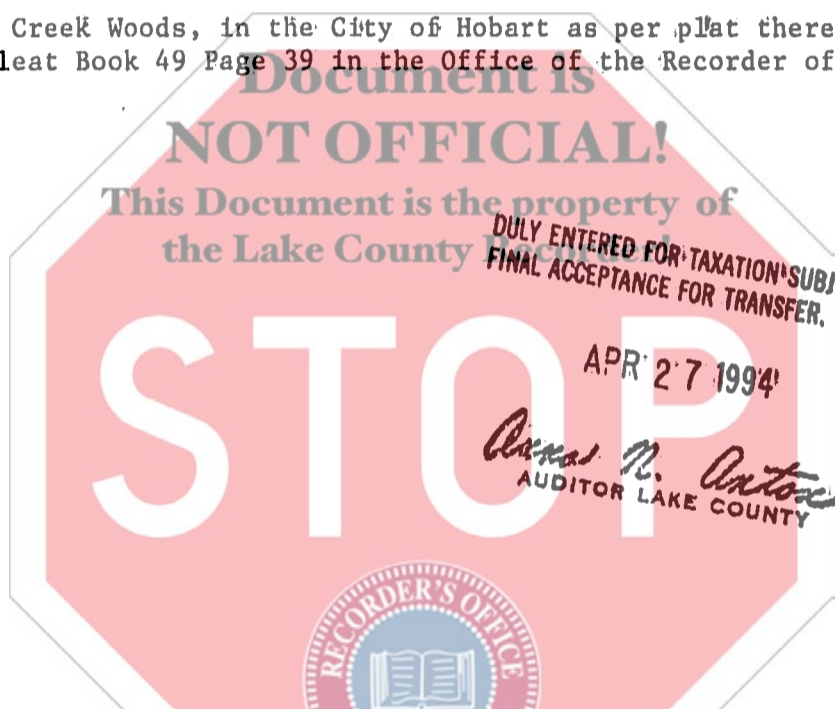 Creek Woods, in the City of Hobart as per plat there
leat Book 49 Page 39 in the Office of the Recorder of
Document is
NOT OFFICIAL!
This Document is the property of
the Lake County Recorder!
DULY ENTERED FOR TAXATION SUBJ
FINAL ACCEPTANCE FOR TRANSFER.
APR 27 1994
STOP
N.
AUDITOR LAKE COUNTY
RECORDER'S OFFICE